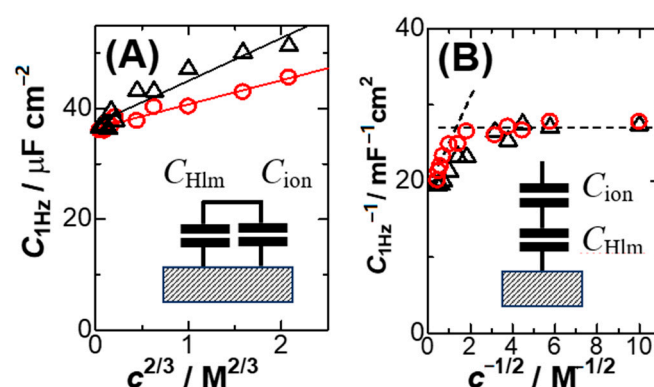 (A)
60
40
20
0
C1Hz / μF cm−2
CHlm Cion
0 1 2
c2/3 / M2/3
(B)
40
20
0
C1Hz−1/ mF−1cm2
Cion
CHlm
0 2 4 6 8 10
c−1/2 / M−1/2